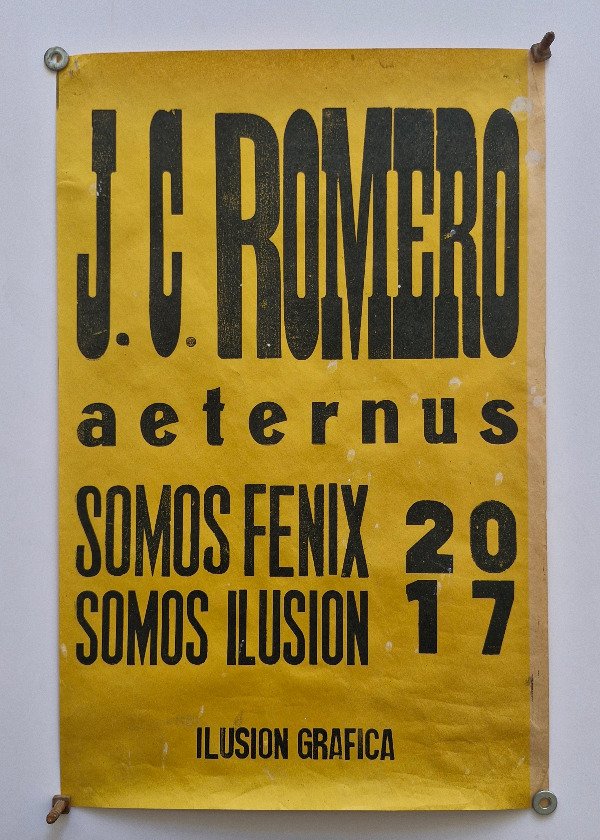 J. C. ROMERO
aeternus
SOMOS FENIX
SOMOS ILUSION
20
17
ILUSION GRAFICA